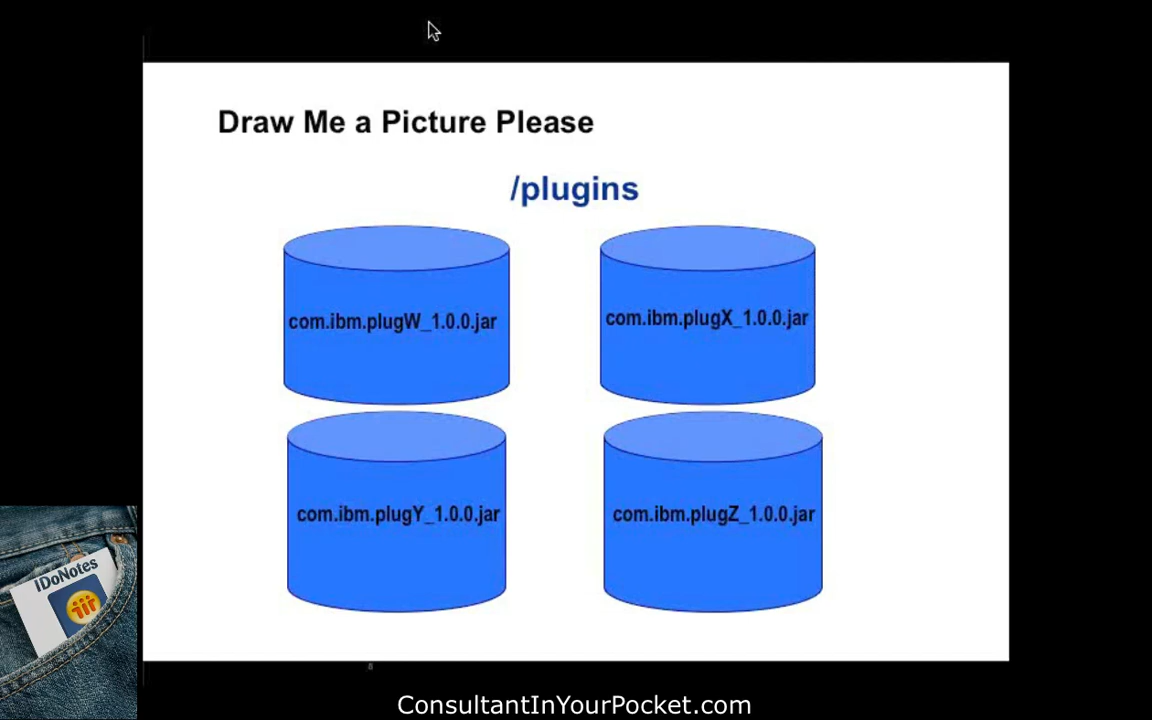 Draw Me a Picture Please
/plugins
com.ibm.plugW_1.0.0.jar
com.ibm.plugX_1.0.0.jar
com.ibm.plugY_1.0.0.jar
com.ibm.plugZ_1.0.0.jar
IDoNotes
8
ConsultantInYourPocket.com